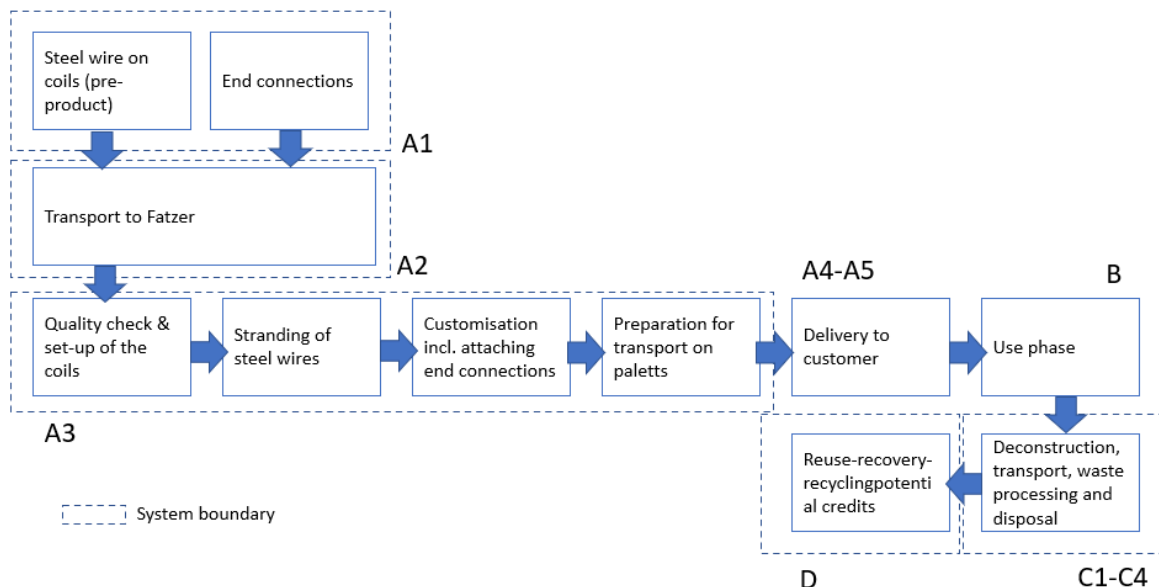 Steel wire on
coils (pre-
product)
End connections
A1
Transport to Fatzer
A2
A4-A5
B
Quality check &
set-up of the
coils
Stranding of
steel wires
Customisation
incl. attaching
end connections
Preparation for
transport on
paletts
Delivery to
customer
Use phase
A3
Reuse-recovery-
recyclingpotenti
al credits
Deconstruction,
transport, waste
processing and
disposal
System boundary
D
C1-C4